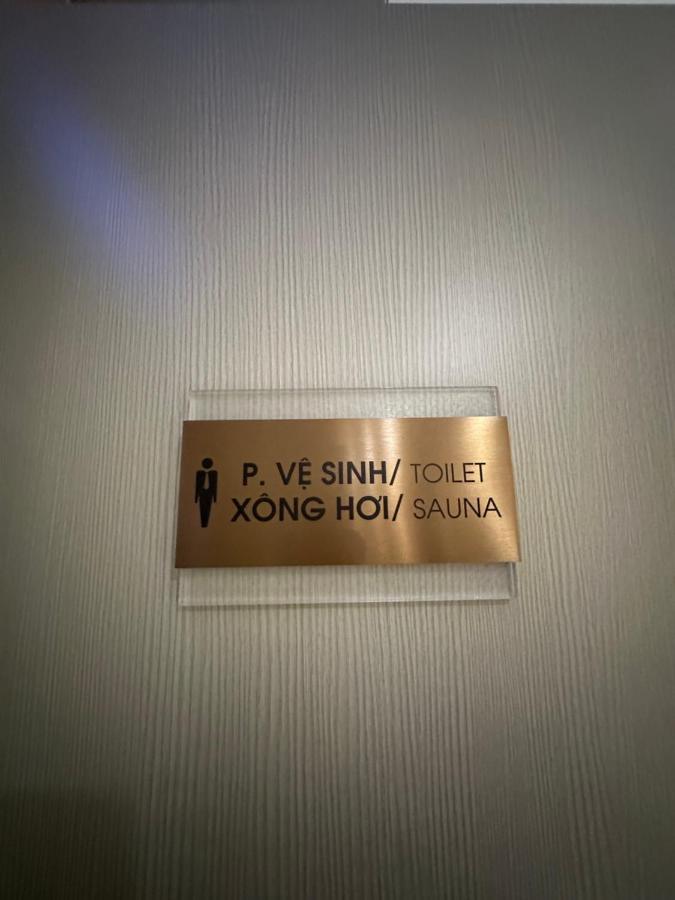 P. VỆ SINH/ TOILET
XÔNG HƠI/ SAUNA